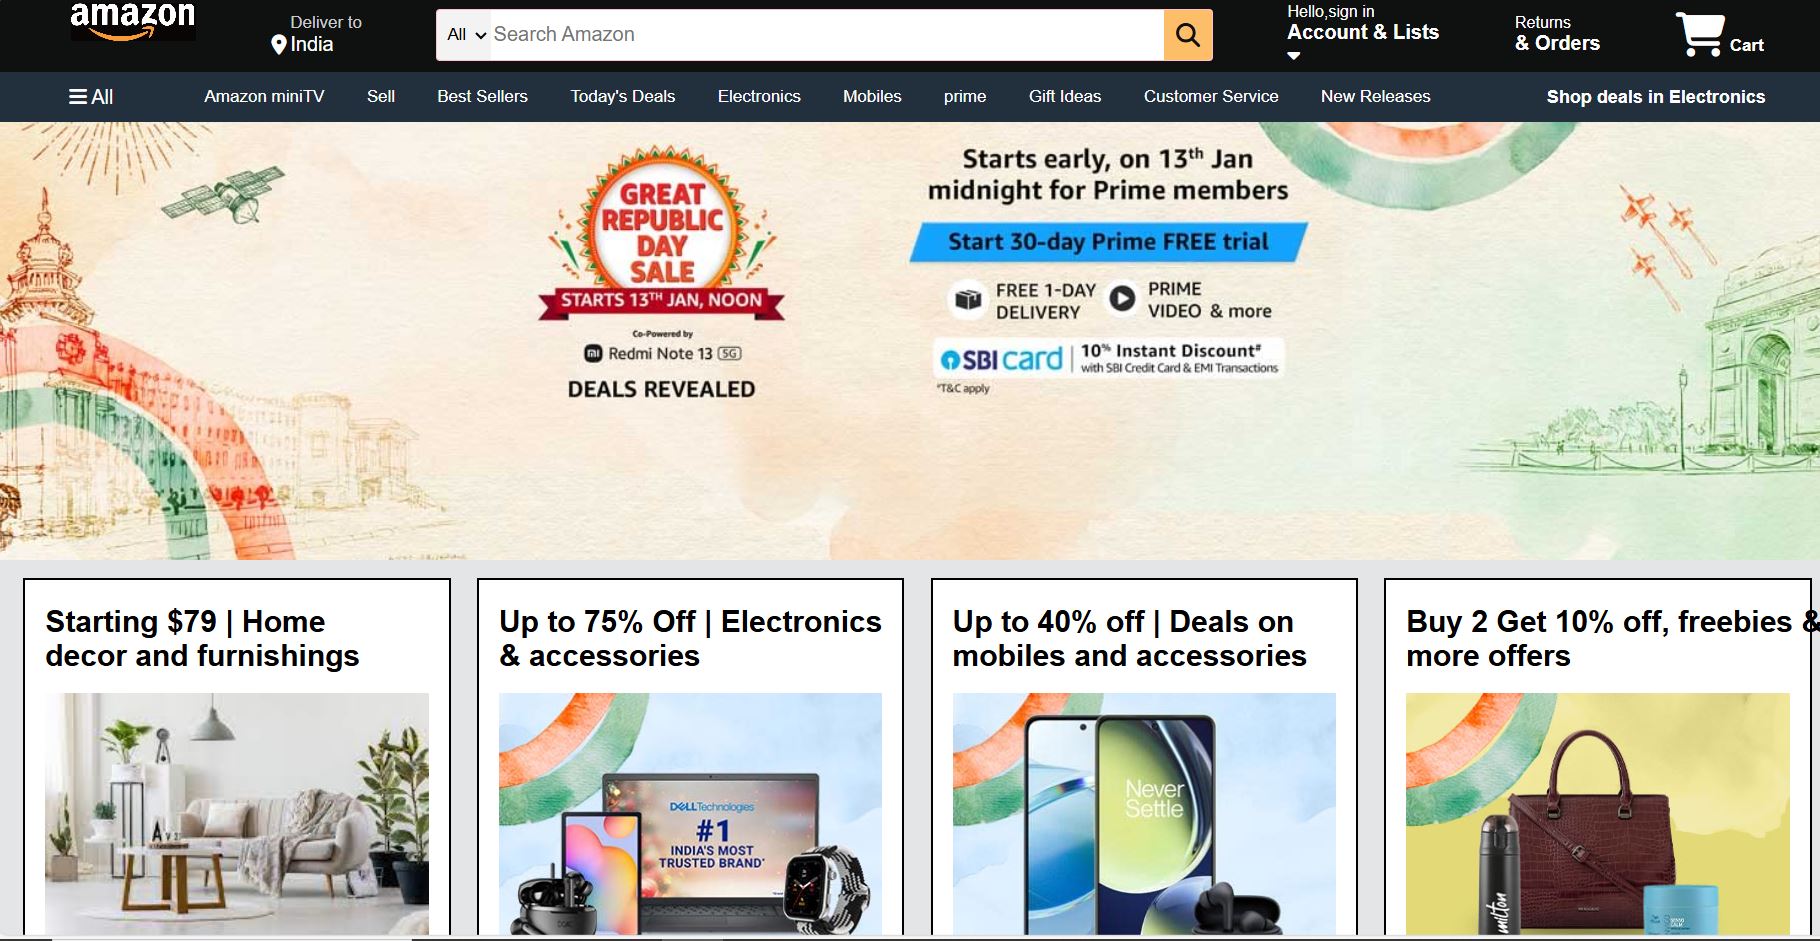 amazon
Deliver to
India
All
Search Amazon
Hello,sign in
Account & Lists
Returns
& Orders
Cart
All
Amazon miniTV
Sell
Best Sellers
Today's Deals
Electronics
Mobiles
prime
Gift Ideas
Customer Service
New Releases
Shop deals in Electronics
GREAT
REPUBLIC
DAY
SALE
STARTS 13TH JAN, NOON
Co-Powered by
mi Redmi Note 13 5G
DEALS REVEALED
Starts early, on 13th Jan
midnight for Prime members
Start 30-day Prime FREE trial
FREE 1-DAY
DELIVERY
PRIME
VIDEO & more
SBI card
10% Instant Discount#
with SBI Credit Card & EMI Transactions
*T&C apply
Starting $79 | Home
decor and furnishings
Up to 75% Off | Electronics
& accessories
DELLTechnologies
#1
INDIA'S MOST
TRUSTED BRAND*
Up to 40% off | Deals on
mobiles and accessories
Never
Settle
Buy 2 Get 10% off, freebies &
more offers
milton